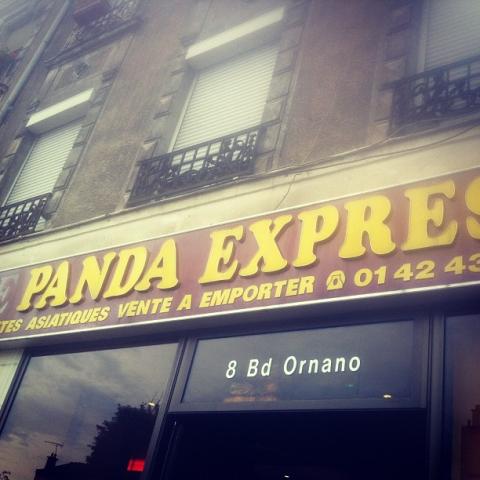 PANDA EXPRES
ASIATIQUES VENTE A EMPORTER ☎ 01 42 43
8 Bd Ornano